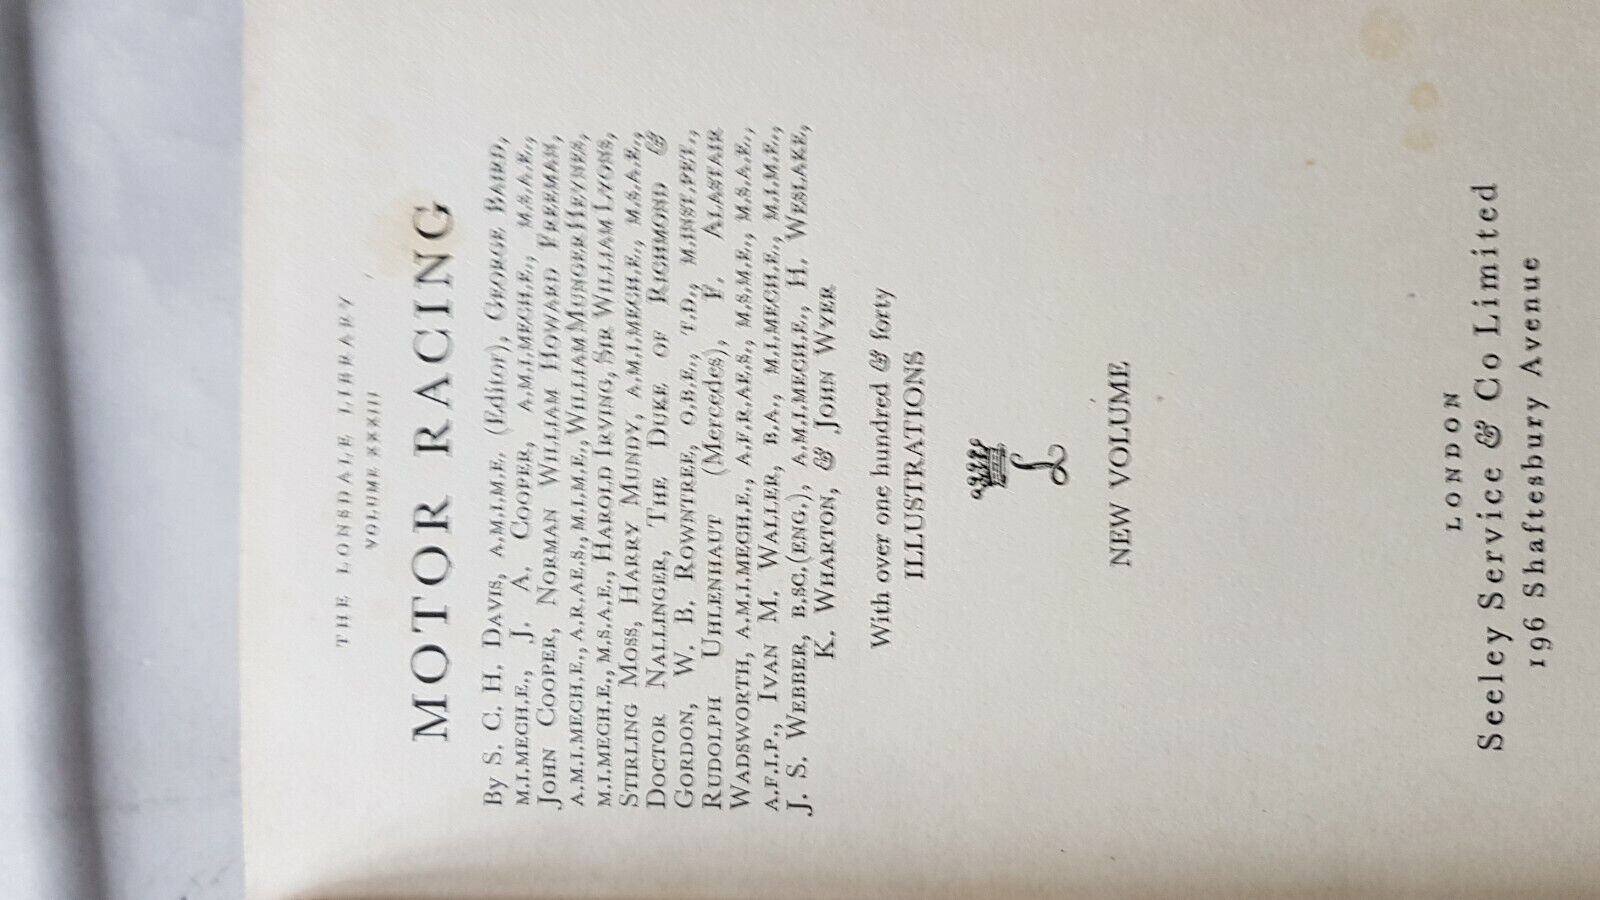 THE LONSDALE LIBRARY
VOLUME XXXIII
MOTOR RACING
By S. C. H. DAVIS, A.M.I.M.E. (Editor), GEORGE BAIRD,
M.I.MECH.E., J. A. COOPER, A.M.I.MECH.E., M.S.A.E.,
JOHN COOPER, NORMAN WILLIAM HOWARD FREEMAN,
A.M.I.MECH.E., A.R.AE.S., M.I.M.E., WILLIAM MUNGER HEYNES,
M.I.MECH.E., M.S.A.E., HAROLD IRVING, SIR WILLIAM LYONS,
STIRLING MOSS, HARRY MUNDY, A.M.I.MECH.E., M.S.A.E.,
DOCTOR NALLINGER, THE DUKE OF RICHMOND &
GORDON, W. B. ROWNTREE, O.B.E., T.D., M.INST.PET.,
RUDOLPH UHLENHAUT (Mercedes), F. ALASTAIR
WADSWORTH, A.M.I.MECH.E., A.F.R.AE.S., M.S.M.E., M.S.A.E.,
A.F.I.P., IVAN M. WALLER, B.A., M.I.MECH.E., M.I.M.E.,
J. S. WEBBER, B.SC.(ENG.), A.M.I.MECH.E., H. WESLAKE,
K. WHARTON, & JOHN WYER
With over one hundred & forty
ILLUSTRATIONS
L
NEW VOLUME
LONDON
Seeley Service & Co Limited
196 Shaftesbury Avenue